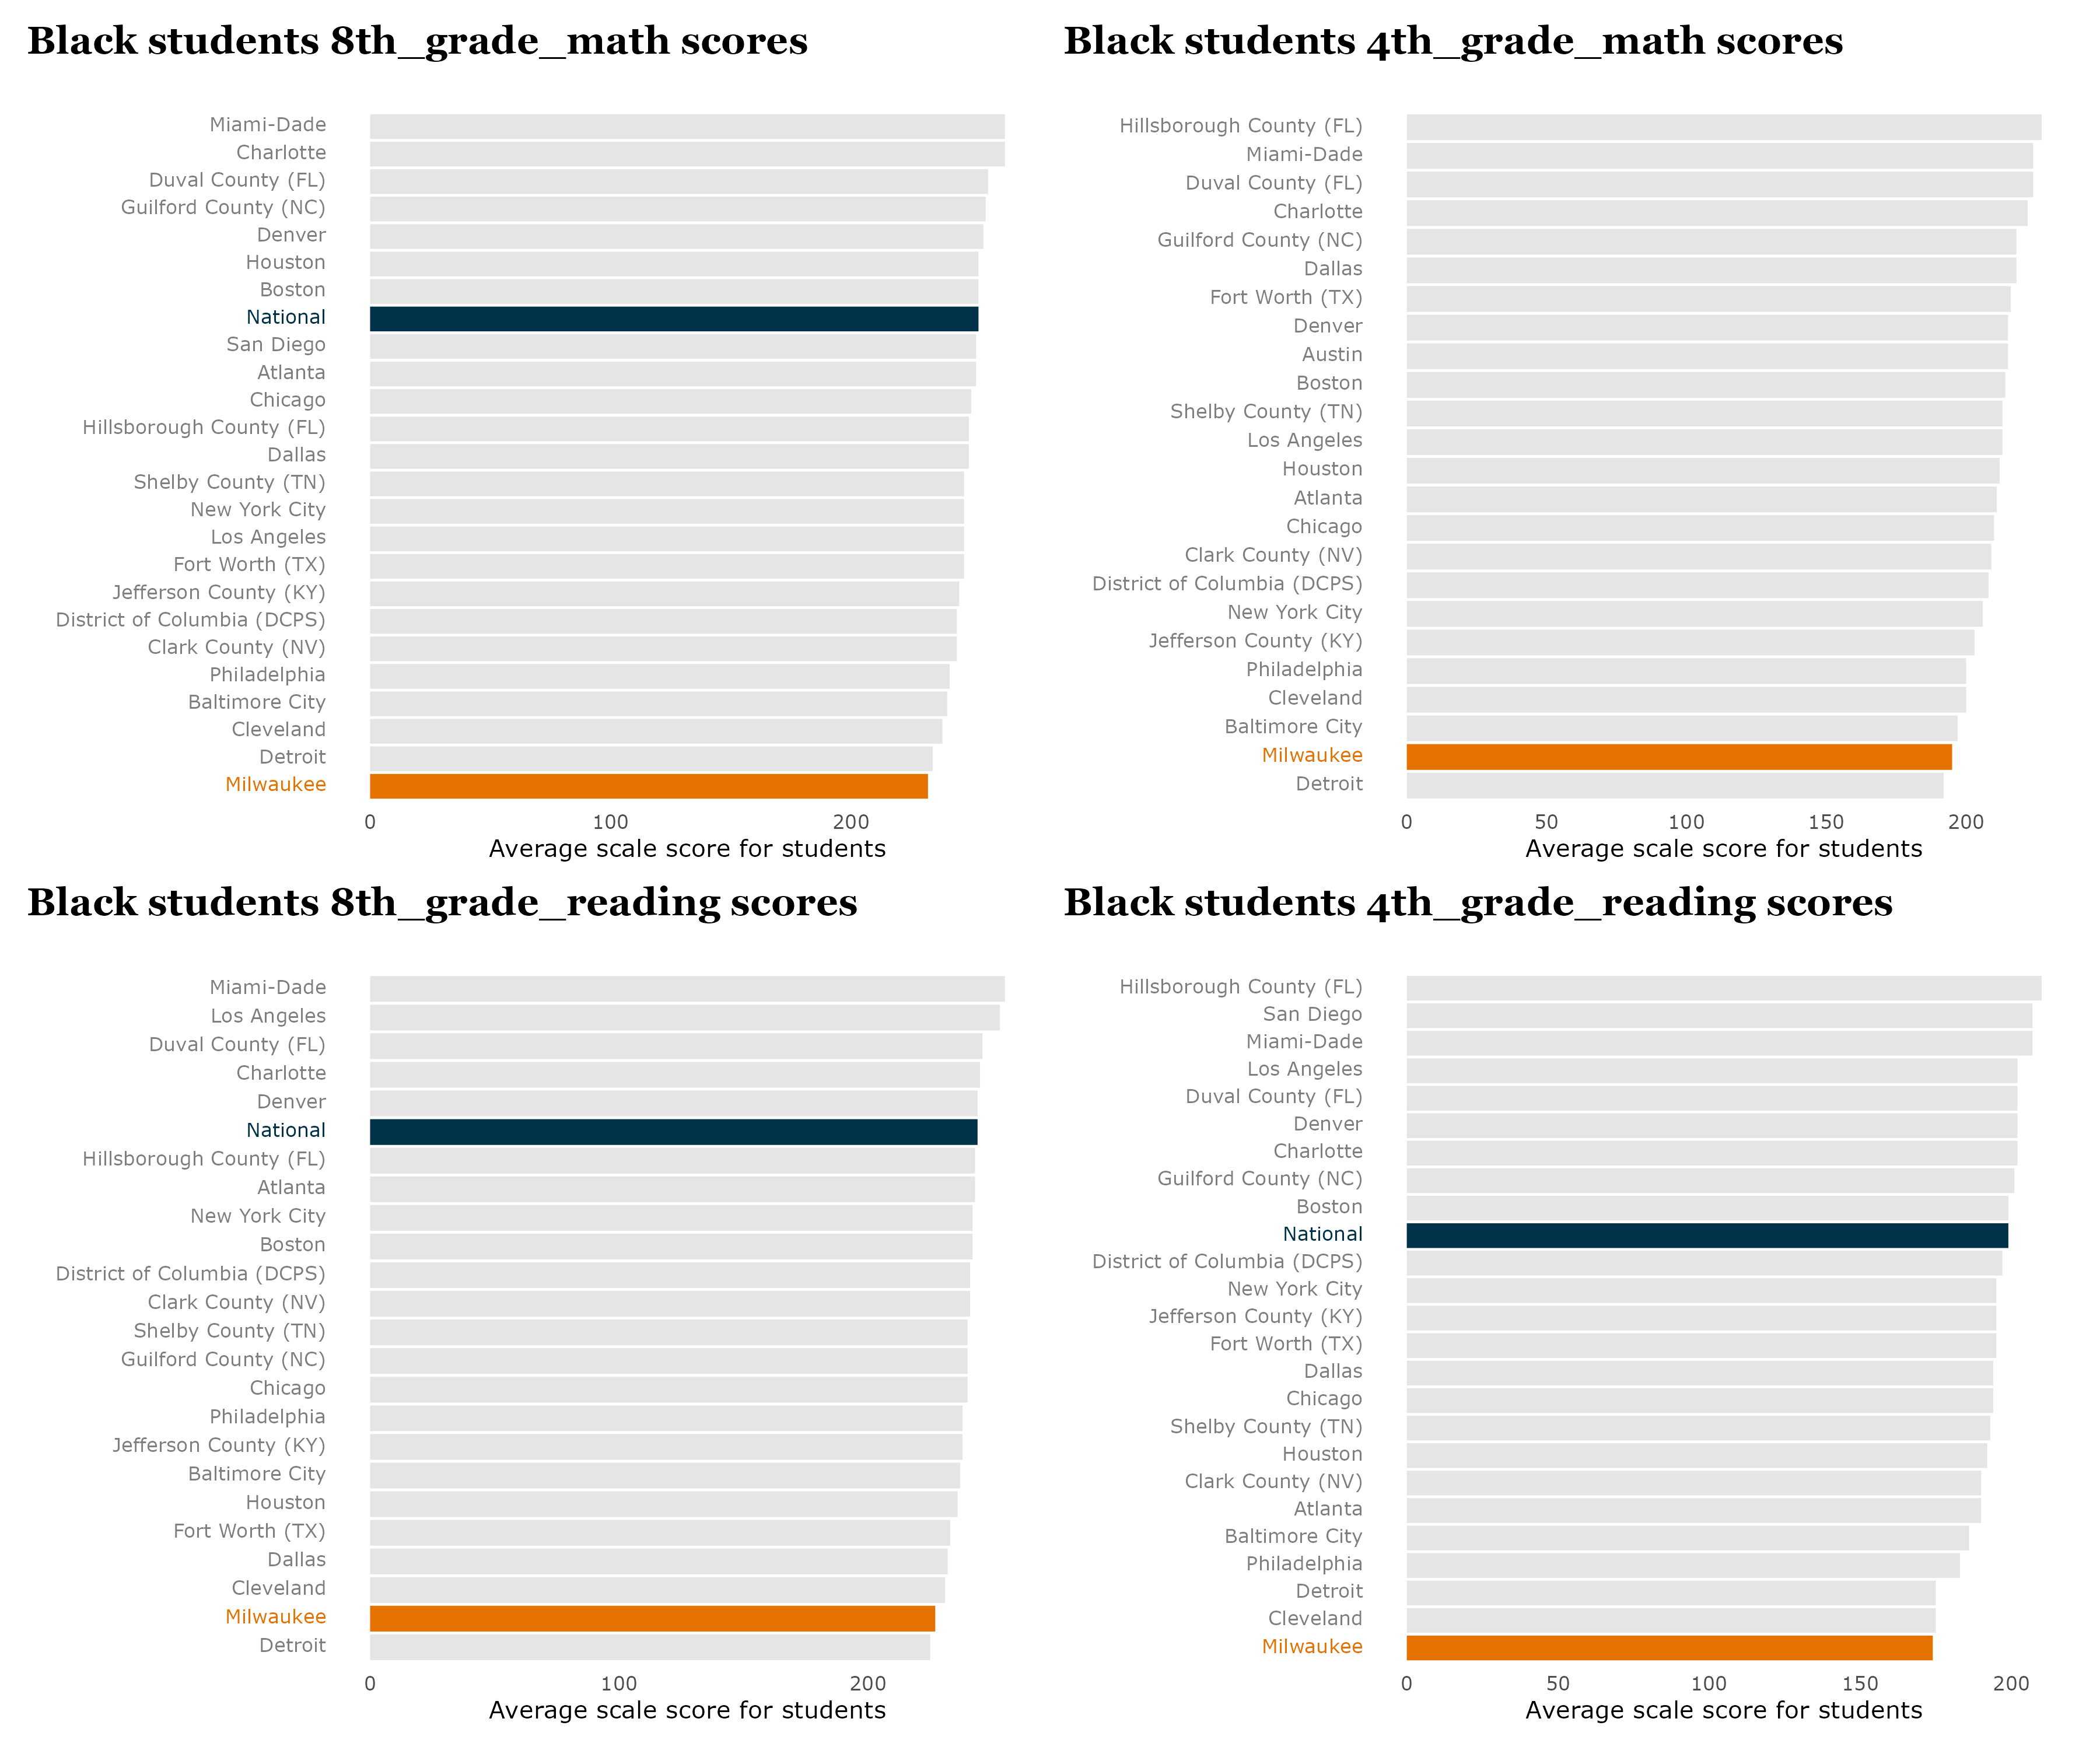 Black students 8th_grade_math scores
Miami-Dade
Charlotte
Duval County (FL)
Guilford County (NC)
Denver
Houston
Boston
National
San Diego
Atlanta
Chicago
Hillsborough County (FL)
Dallas
Shelby County (TN)
New York City
Los Angeles
Fort Worth (TX)
Jefferson County (KY)
District of Columbia (DCPS)
Clark County (NV)
Philadelphia
Baltimore City
Cleveland
Detroit
Milwaukee
0 100 200
Average scale score for students
Black students 4th_grade_math scores
Hillsborough County (FL)
Miami-Dade
Duval County (FL)
Charlotte
Guilford County (NC)
Dallas
Fort Worth (TX)
Denver
Austin
Boston
Shelby County (TN)
Los Angeles
Houston
Atlanta
Chicago
Clark County (NV)
District of Columbia (DCPS)
New York City
Jefferson County (KY)
Philadelphia
Cleveland
Baltimore City
Milwaukee
Detroit
0 50 100 150 200
Average scale score for students
Black students 8th_grade_reading scores
Miami-Dade
Los Angeles
Duval County (FL)
Charlotte
Denver
National
Hillsborough County (FL)
Atlanta
New York City
Boston
District of Columbia (DCPS)
Clark County (NV)
Shelby County (TN)
Guilford County (NC)
Chicago
Philadelphia
Jefferson County (KY)
Baltimore City
Houston
Fort Worth (TX)
Dallas
Cleveland
Milwaukee
Detroit
0 100 200
Average scale score for students
Black students 4th_grade_reading scores
Hillsborough County (FL)
San Diego
Miami-Dade
Los Angeles
Duval County (FL)
Denver
Charlotte
Guilford County (NC)
Boston
National
District of Columbia (DCPS)
New York City
Jefferson County (KY)
Fort Worth (TX)
Dallas
Chicago
Shelby County (TN)
Houston
Clark County (NV)
Atlanta
Baltimore City
Philadelphia
Detroit
Cleveland
Milwaukee
0 50 100 150 200
Average scale score for students